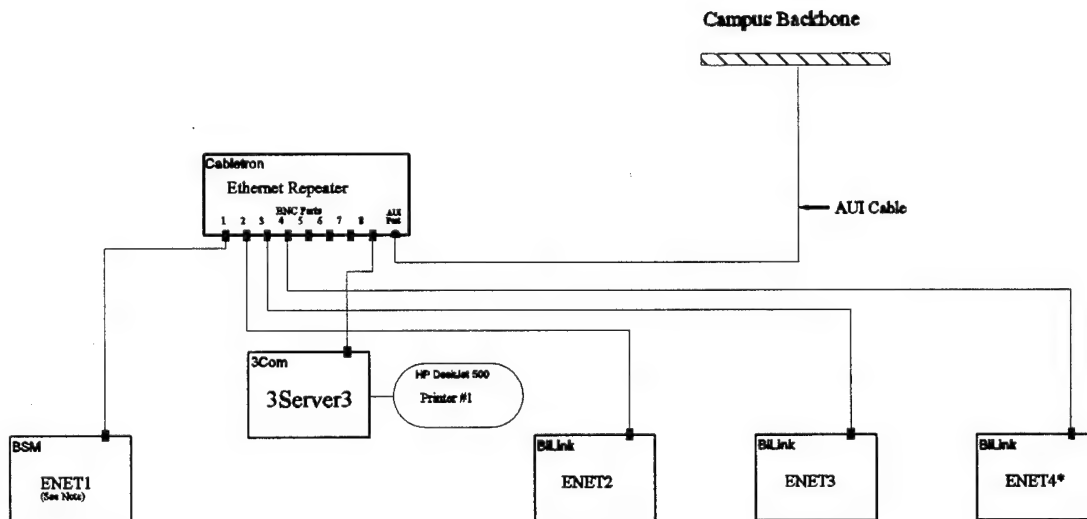 Campus Backbone
Cabletron
Ethernet Repeater
BNC Ports
AUI
Port
1 2 3 4 5 6 7 8
AUI Cable
3Com
3Server3
HP DeskJet 500
Printer #1
BSM
ENET1
(See Note)
BiLink
ENET2
BiLink
ENET3
BiLink
ENET4*